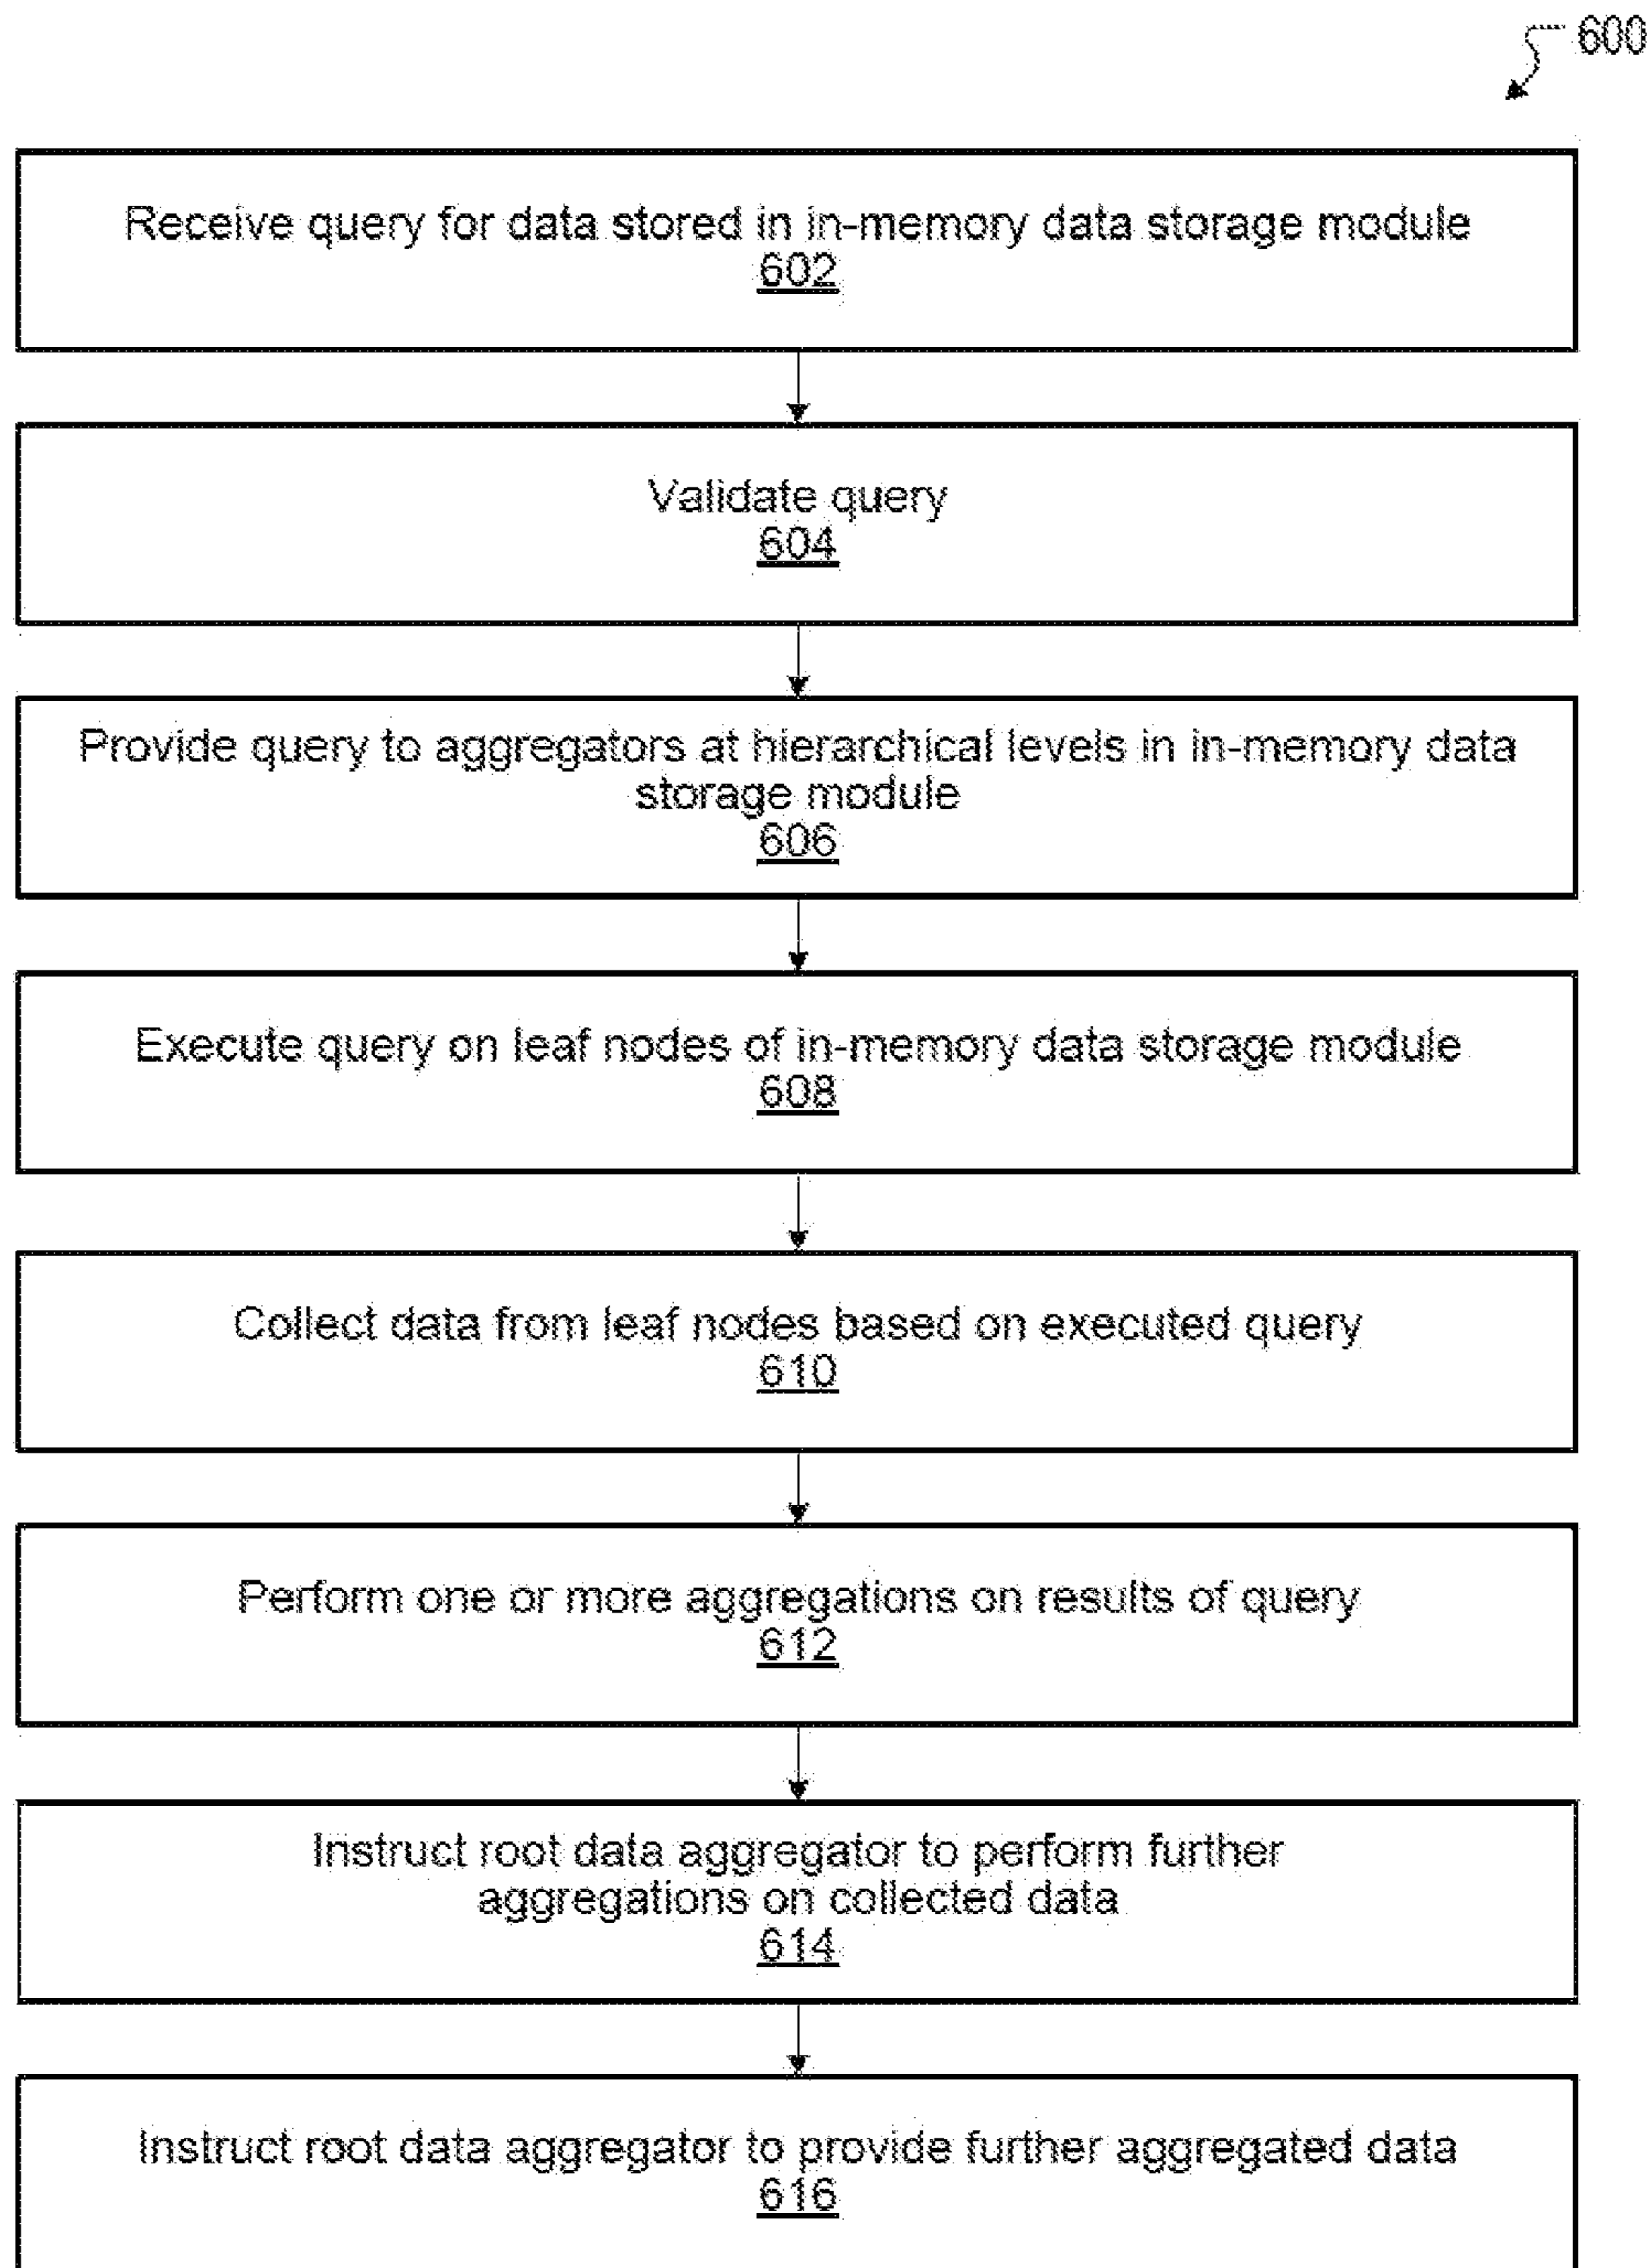 600
Receive query for data stored in in-memory data storage module
602
Validate query
604
Provide query to aggregators at hierarchical levels in in-memory data
storage module
606
Execute query on leaf nodes of in-memory data storage module
608
Collect data from leaf nodes based on executed query
610
Perform one or more aggregations on results of query
612
Instruct root data aggregator to perform further
aggregations on collected data
614
Instruct root data aggregator to provide further aggregated data
616